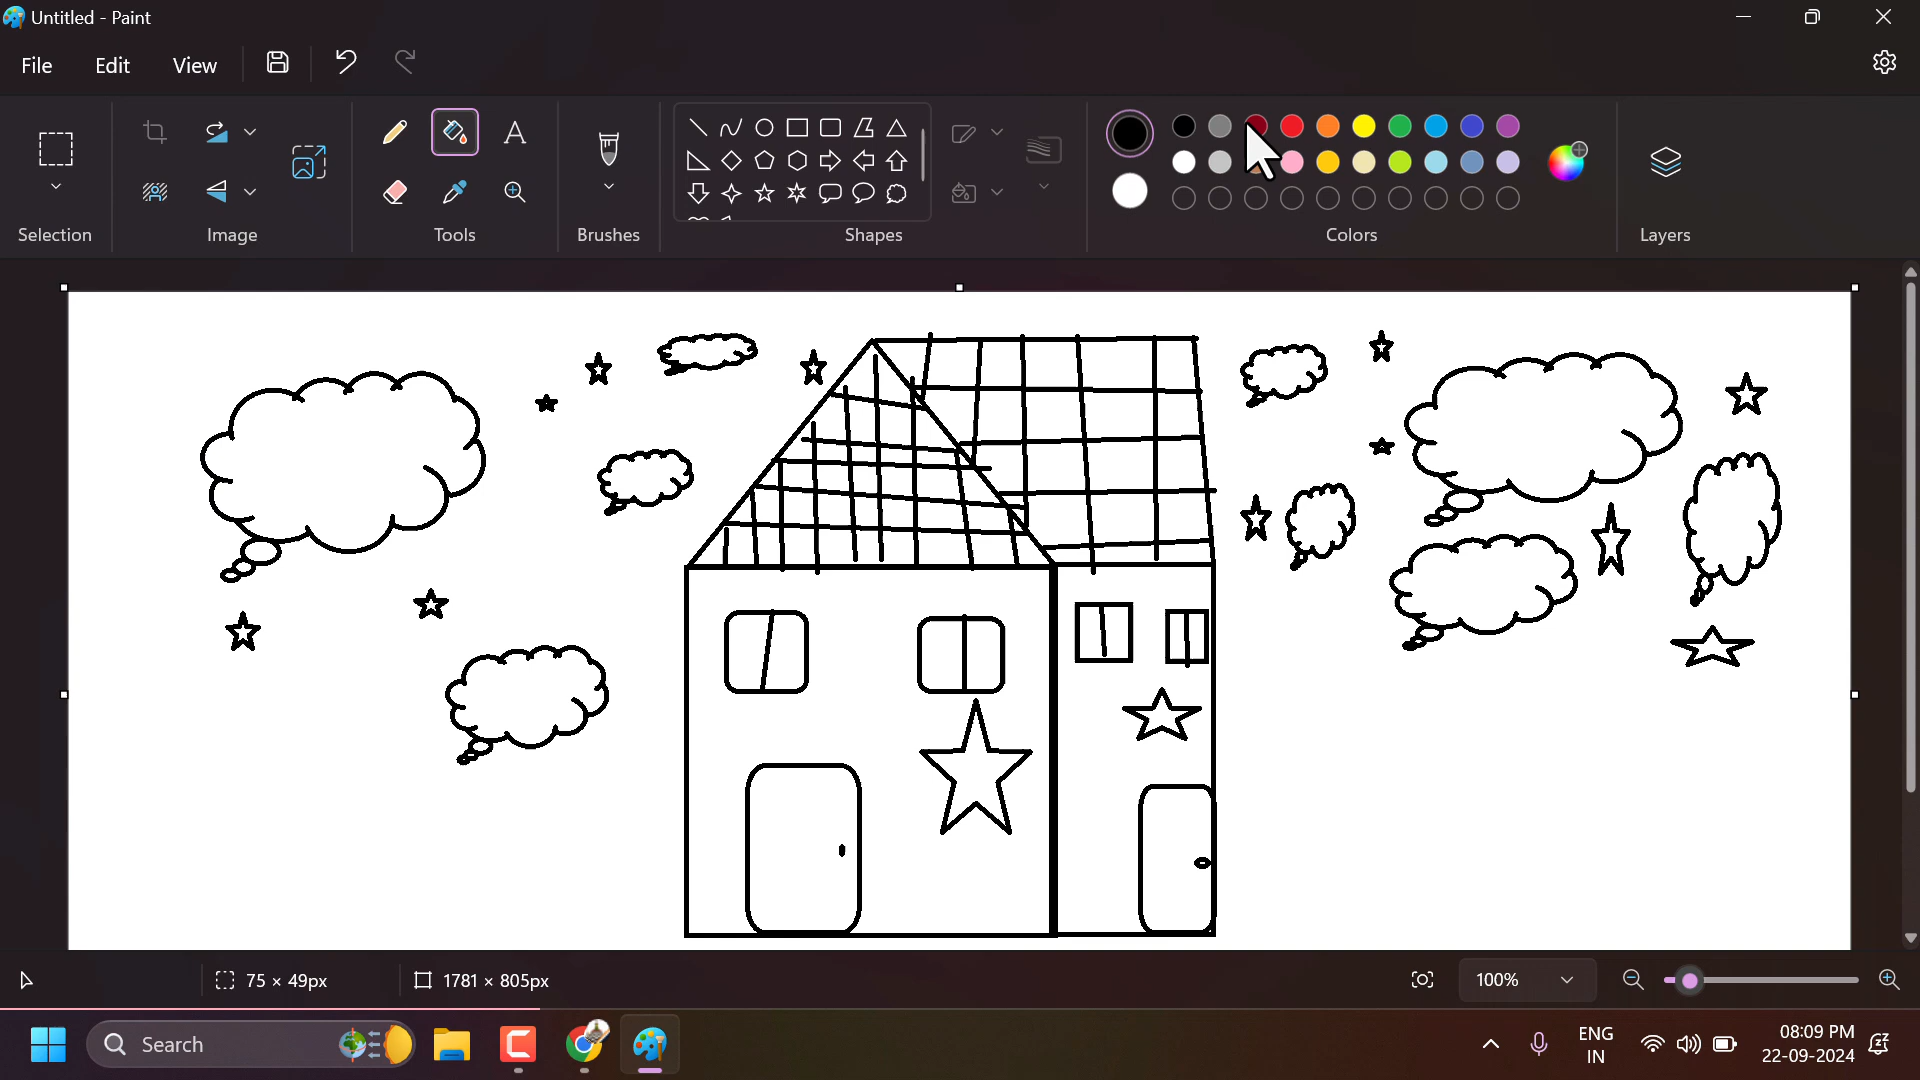 Untitled - Paint
File Edit View
Selection Image Tools Brushes Shapes Colors Layers
75 × 49px 1781 × 805px 100%
Search ENG 08:09 PM
IN 22-09-2024